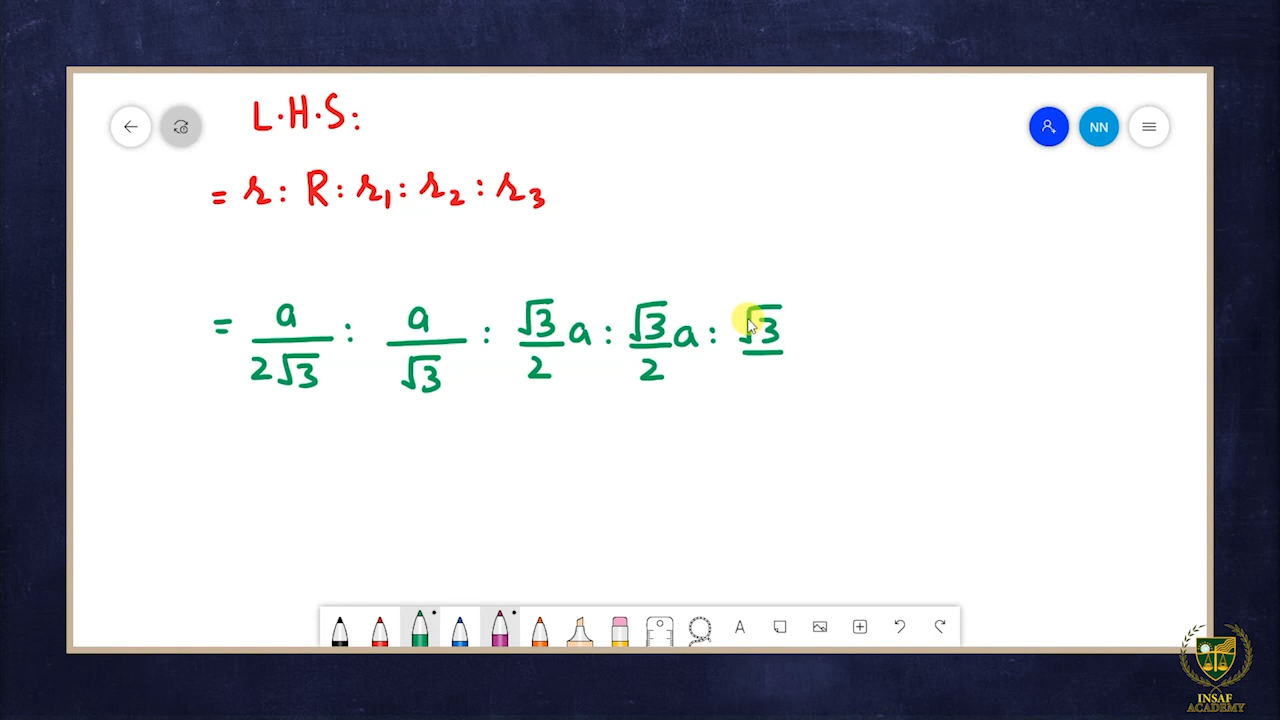 L.H.S:
= r : R : r₁ : r₂ : r₃
= a/2√3 : a/√3 : √3/2 a : √3/2 a : √3/
NN
A
INSAF
ACADEMY